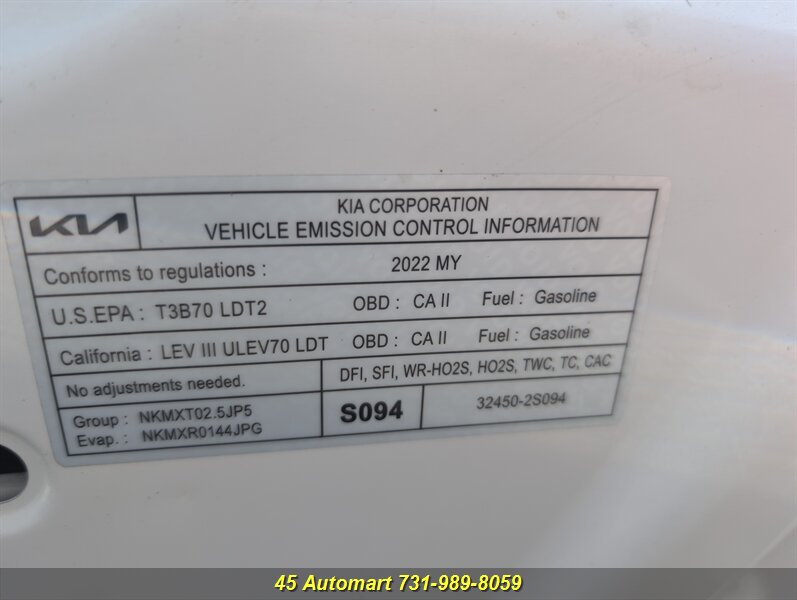 KIA
KIA CORPORATION
VEHICLE EMISSION CONTROL INFORMATION
Conforms to regulations : 2022 MY
U.S.EPA : T3B70 LDT2 OBD : CA II Fuel : Gasoline
California : LEV III ULEV70 LDT OBD : CA II Fuel : Gasoline
No adjustments needed. DFI, SFI, WR-HO2S, HO2S, TWC, TC, CAC
Group : NKMXT02.5JP5
Evap. : NKMXR0144JPG
S094
32450-2S094
45 Automart 731-989-8059